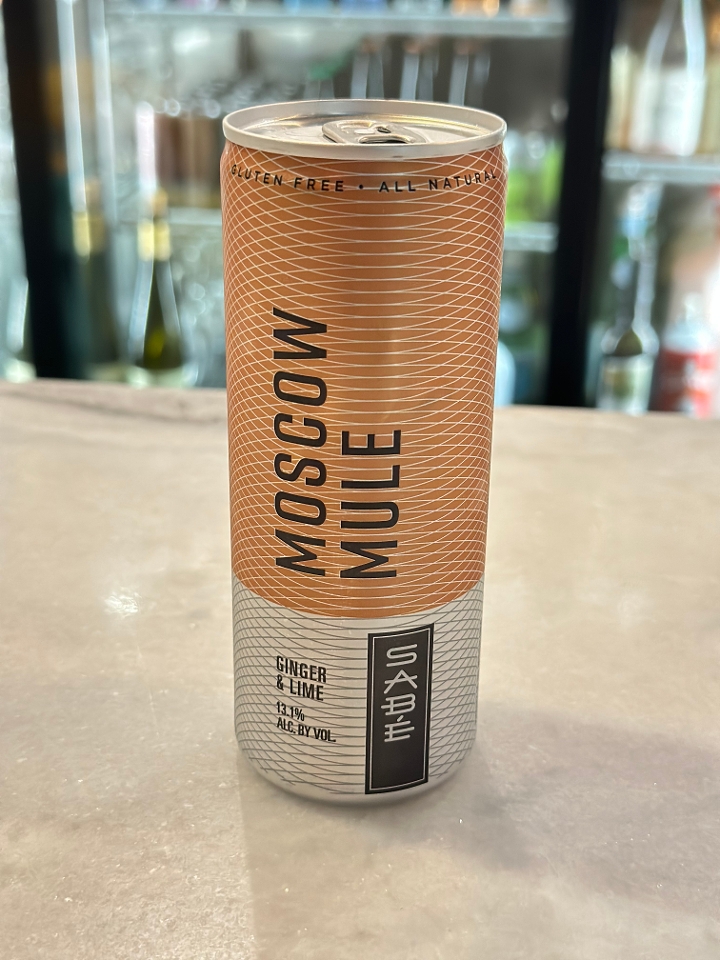 GLUTEN FREE • ALL NATURAL
MOSCOW
MULE
GINGER
& LIME
13.1%
ALC. BY VOL.
SABÉ